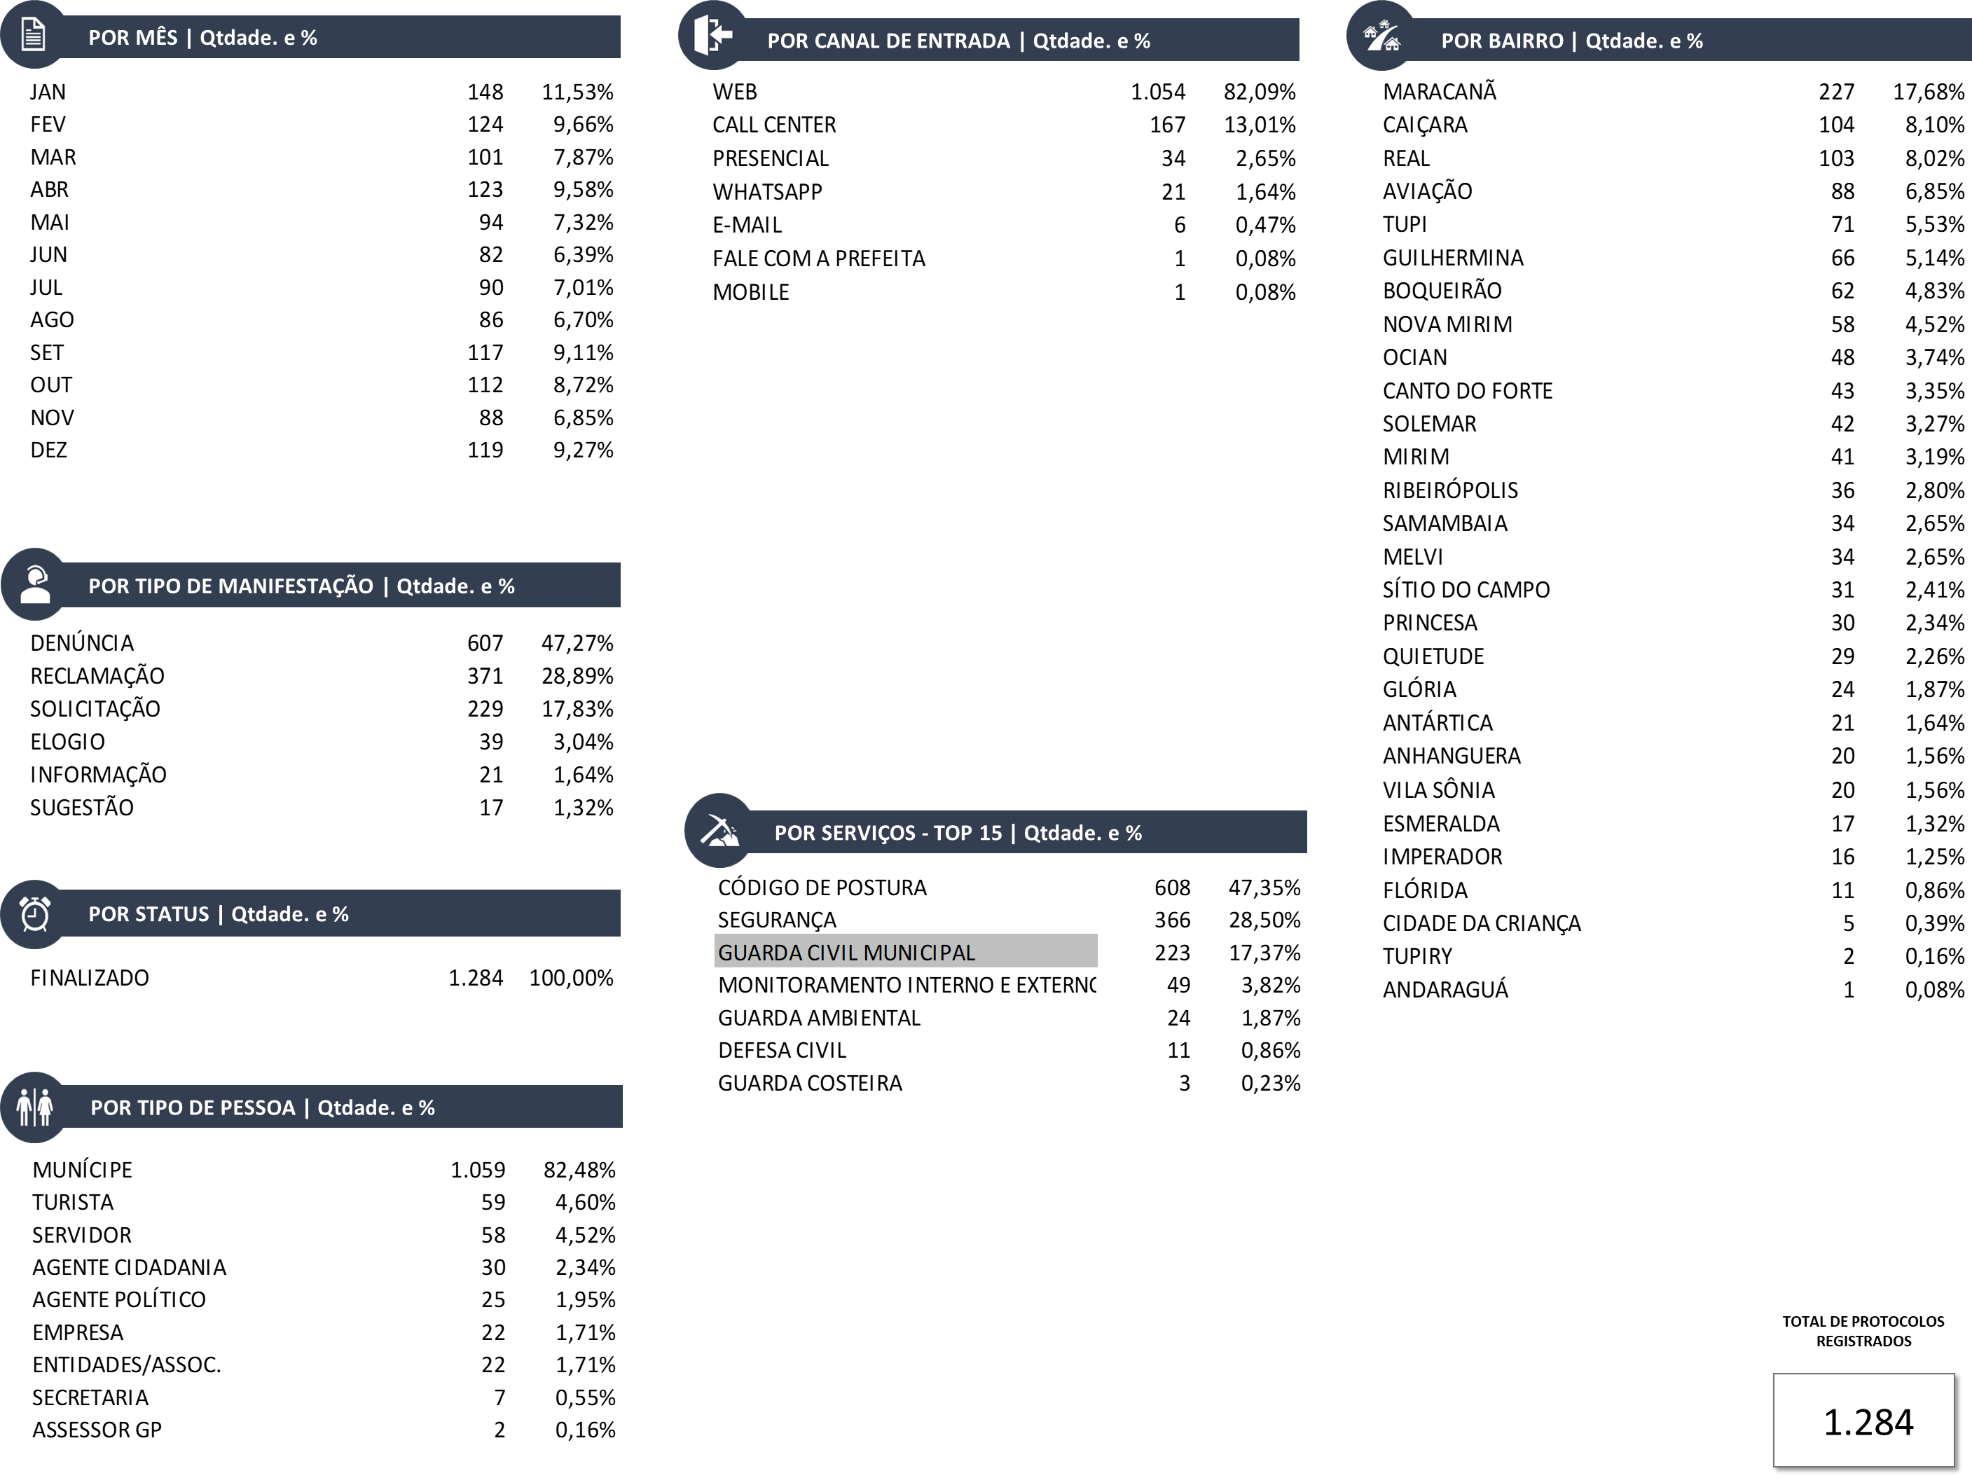 POR MÊS | Qtdade. e %
JAN 148 11,53%
FEV 124 9,66%
MAR 101 7,87%
ABR 123 9,58%
MAI 94 7,32%
JUN 82 6,39%
JUL 90 7,01%
AGO 86 6,70%
SET 117 9,11%
OUT 112 8,72%
NOV 88 6,85%
DEZ 119 9,27%
POR TIPO DE MANIFESTAÇÃO | Qtdade. e %
DENÚNCIA 607 47,27%
RECLAMAÇÃO 371 28,89%
SOLICITAÇÃO 229 17,83%
ELOGIO 39 3,04%
INFORMAÇÃO 21 1,64%
SUGESTÃO 17 1,32%
POR STATUS | Qtdade. e %
FINALIZADO 1.284 100,00%
POR TIPO DE PESSOA | Qtdade. e %
MUNÍCIPE 1.059 82,48%
TURISTA 59 4,60%
SERVIDOR 58 4,52%
AGENTE CIDADANIA 30 2,34%
AGENTE POLÍTICO 25 1,95%
EMPRESA 22 1,71%
ENTIDADES/ASSOC. 22 1,71%
SECRETARIA 7 0,55%
ASSESSOR GP 2 0,16%
POR CANAL DE ENTRADA | Qtdade. e %
WEB 1.054 82,09%
CALL CENTER 167 13,01%
PRESENCIAL 34 2,65%
WHATSAPP 21 1,64%
E-MAIL 6 0,47%
FALE COM A PREFEITA 1 0,08%
MOBILE 1 0,08%
POR SERVIÇOS - TOP 15 | Qtdade. e %
CÓDIGO DE POSTURA 608 47,35%
SEGURANÇA 366 28,50%
GUARDA CIVIL MUNICIPAL 223 17,37%
MONITORAMENTO INTERNO E EXTERNO 49 3,82%
GUARDA AMBIENTAL 24 1,87%
DEFESA CIVIL 11 0,86%
GUARDA COSTEIRA 3 0,23%
POR BAIRRO | Qtdade. e %
MARACANÃ 227 17,68%
CAIÇARA 104 8,10%
REAL 103 8,02%
AVIAÇÃO 88 6,85%
TUPI 71 5,53%
GUILHERMINA 66 5,14%
BOQUEIRÃO 62 4,83%
NOVA MIRIM 58 4,52%
OCIAN 48 3,74%
CANTO DO FORTE 43 3,35%
SOLEMAR 42 3,27%
MIRIM 41 3,19%
RIBEIRÓPOLIS 36 2,80%
SAMAMBAIA 34 2,65%
MELVI 34 2,65%
SÍTIO DO CAMPO 31 2,41%
PRINCESA 30 2,34%
QUIETUDE 29 2,26%
GLÓRIA 24 1,87%
ANTÁRTICA 21 1,64%
ANHANGUERA 20 1,56%
VILA SÔNIA 20 1,56%
ESMERALDA 17 1,32%
IMPERADOR 16 1,25%
FLÓRIDA 11 0,86%
CIDADE DA CRIANÇA 5 0,39%
TUPIRY 2 0,16%
ANDARAGUÁ 1 0,08%
TOTAL DE PROTOCOLOS
REGISTRADOS
1.284